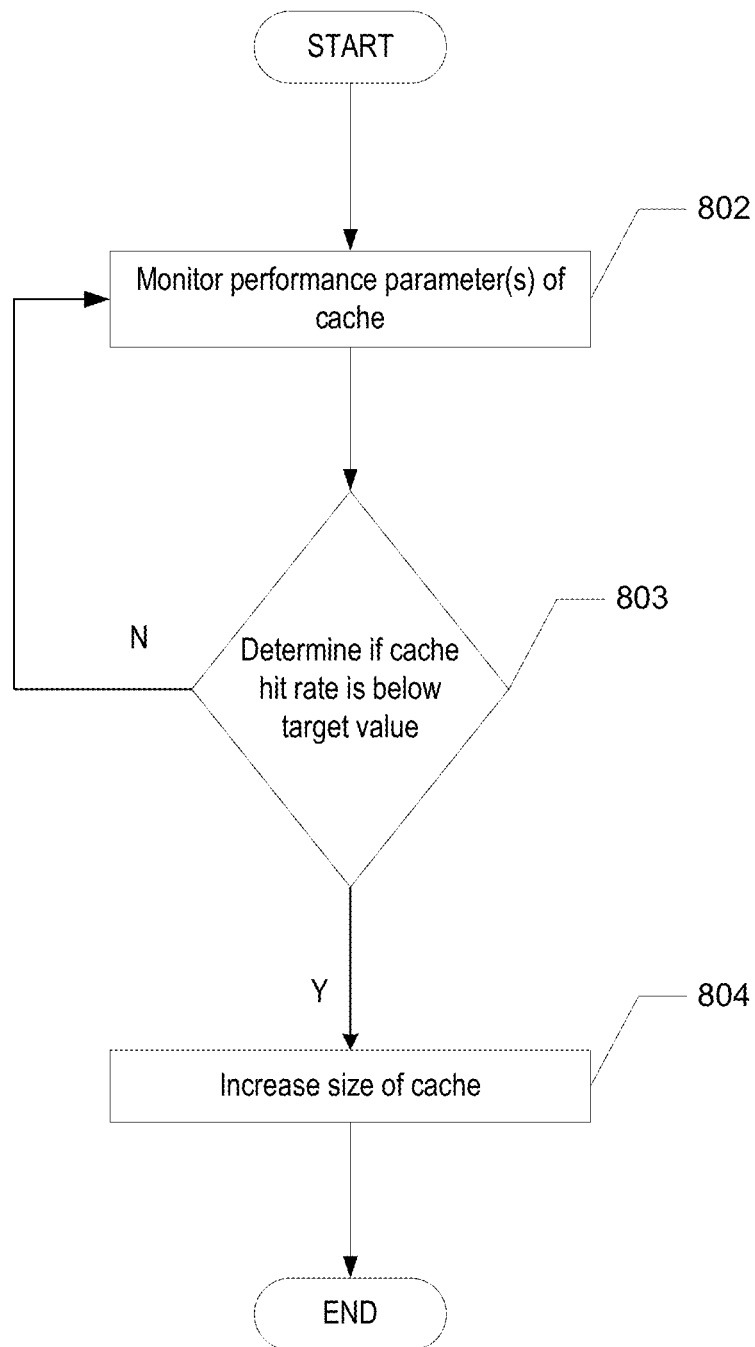 START
802
Monitor performance parameter(s) of
cache
803
N
Determine if cache
hit rate is below
target value
Y
804
Increase size of cache
END